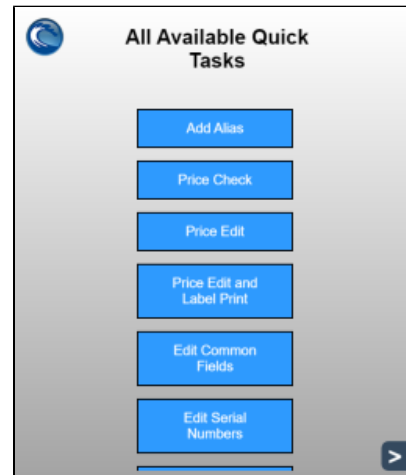 All Available Quick
Tasks
Add Alias
Price Check
Price Edit
Price Edit and
Label Print
Edit Common
Fields
Edit Serial
Numbers
>